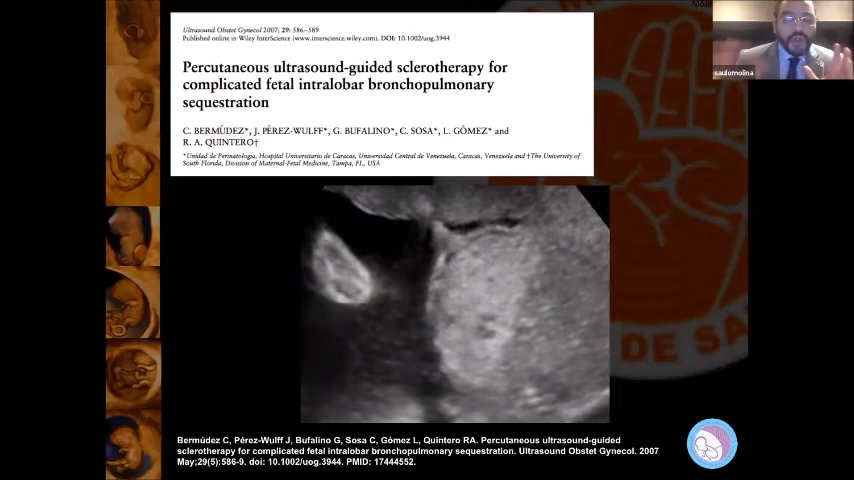 Ultrasound Obstet Gynecol 2007; 29: 586–589
Published online in Wiley InterScience (www.interscience.wiley.com). DOI: 10.1002/uog.3944
Percutaneous ultrasound-guided sclerotherapy for
complicated fetal intralobar bronchopulmonary
sequestration
C. BERMÚDEZ*, J. PÉREZ-WULFF*, G. BUFALINO*, C. SOSA*, L. GÓMEZ* and
R. A. QUINTERO†
*Unidad de Perinatología, Hospital Universitario de Caracas, Universidad Central de Venezuela, Caracas, Venezuela and †The University of
South Florida, Division of Maternal-Fetal Medicine, Tampa, FL, USA
saulomolina
DE SA
Bermúdez C, Pérez-Wulff J, Bufalino G, Sosa C, Gómez L, Quintero RA. Percutaneous ultrasound-guided
sclerotherapy for complicated fetal intralobar bronchopulmonary sequestration. Ultrasound Obstet Gynecol. 2007
May;29(5):586-9. doi: 10.1002/uog.3944. PMID: 17444552.